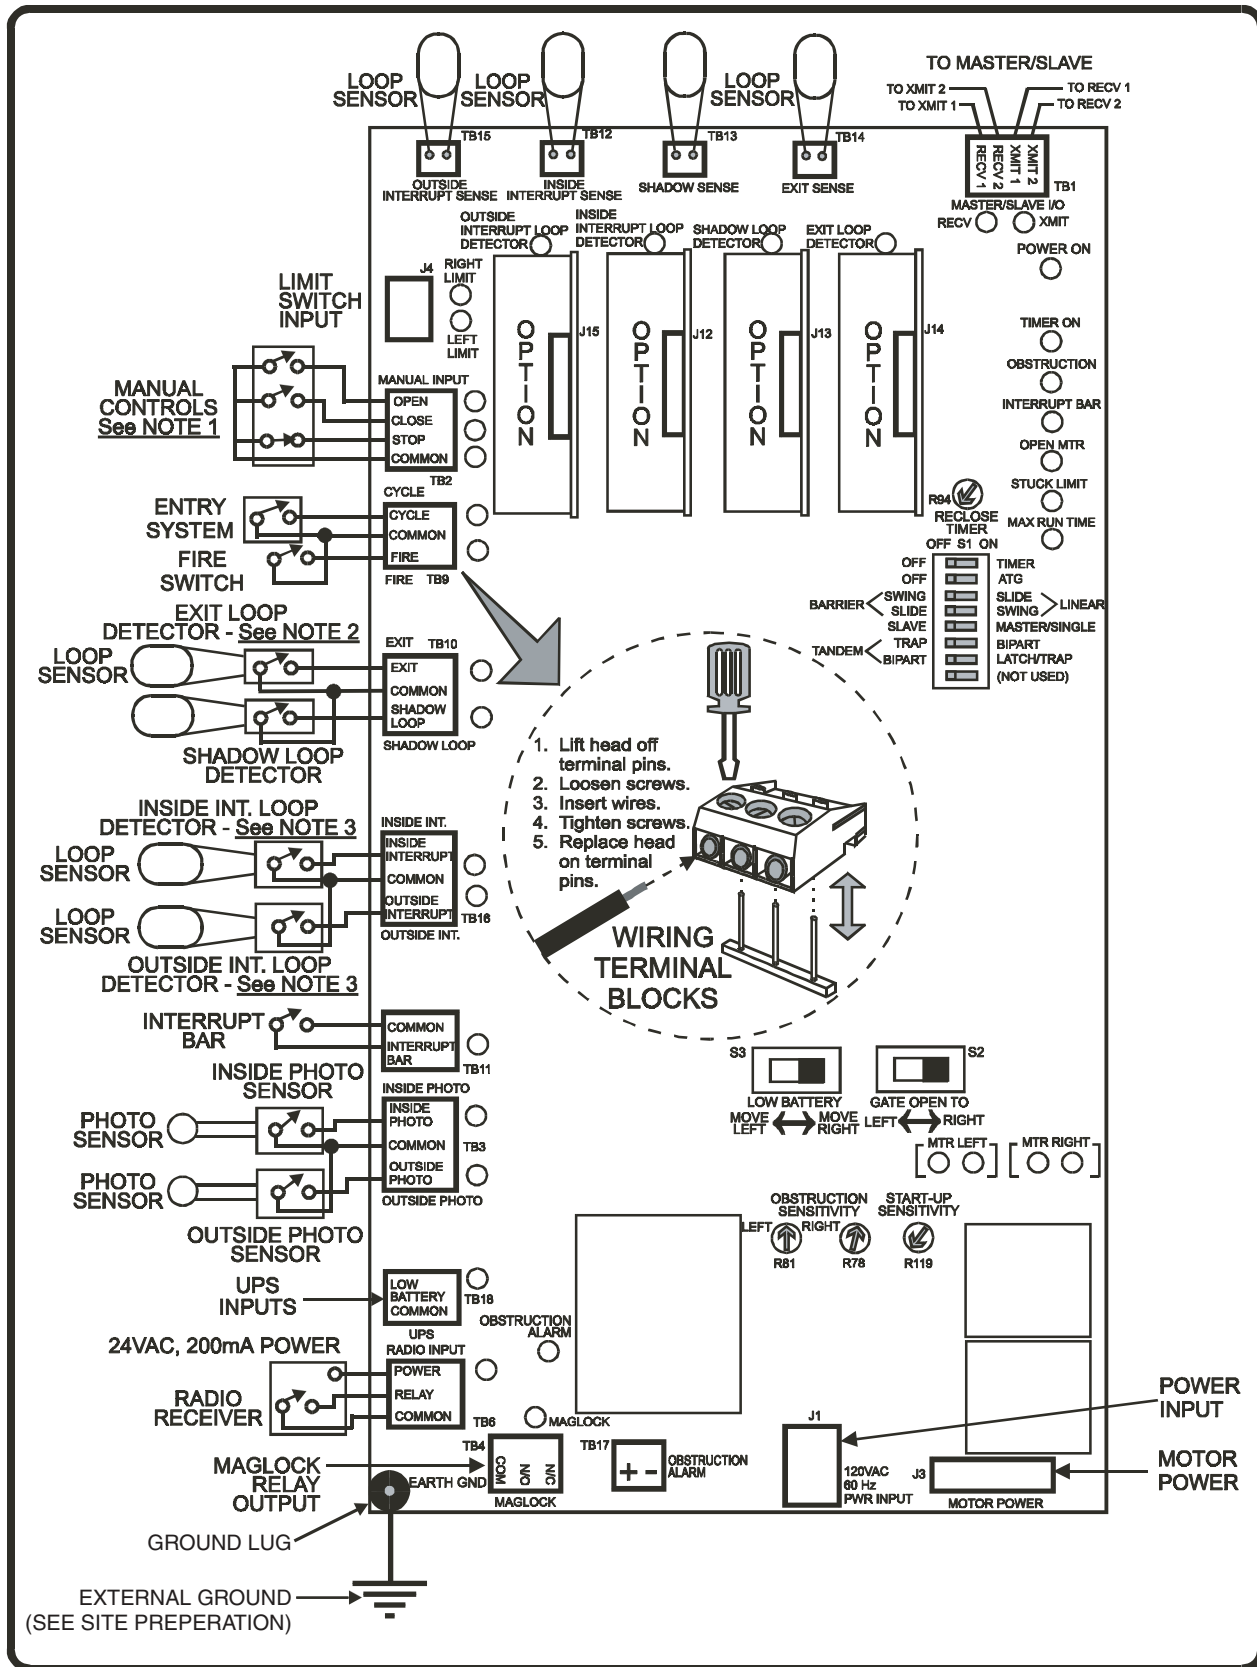 TO MASTER/SLAVE
TO XMIT 2
TO RECV 1
TO XMIT 1
TO RECV 2
LOOP
SENSOR
LOOP
SENSOR
LOOP
SENSOR
TB15
TB12
TB13
TB14
OUTSIDE
INTERRUPT SENSE
INSIDE
INTERRUPT SENSE
SHADOW SENSE
EXIT SENSE
RECV 1
RECV 2
XMIT 1
XMIT 2
TB1
MASTER/SLAVE I/O
RECV
XMIT
OUTSIDE
INTERRUPT LOOP
DETECTOR
INSIDE
INTERRUPT LOOP
DETECTOR
SHADOW LOOP
DETECTOR
EXIT LOOP
DETECTOR
POWER ON
LIMIT
SWITCH
INPUT
J4
RIGHT
LIMIT
LEFT
LIMIT
OPTION
J15
OPTION
J12
OPTION
J13
OPTION
J14
TIMER ON
OBSTRUCTION
INTERRUPT BAR
OPEN MTR
STUCK LIMIT
MAX RUN TIME
MANUAL
CONTROLS
See NOTE 1
MANUAL INPUT
OPEN
CLOSE
STOP
COMMON
TB2
R94
RECLOSE
TIMER
OFF S1 ON
OFF TIMER
OFF ATG
BARRIER
SWING SLIDE
SLIDE SWING
LINEAR
SLAVE MASTER/SINGLE
TANDEM
TRAP BIPART
BIPART LATCH/TRAP
(NOT USED)
ENTRY
SYSTEM
FIRE
SWITCH
CYCLE
CYCLE
COMMON
FIRE
FIRE TB9
EXIT LOOP
DETECTOR - See NOTE 2
LOOP
SENSOR
EXIT TB10
EXIT
COMMON
SHADOW
LOOP
SHADOW LOOP
SHADOW LOOP
DETECTOR
1. Lift head off
terminal pins.
2. Loosen screws.
3. Insert wires.
4. Tighten screws.
5. Replace head
on terminal
pins.
WIRING
TERMINAL
BLOCKS
INSIDE INT. LOOP
DETECTOR - See NOTE 3
LOOP
SENSOR
LOOP
SENSOR
INSIDE INT.
INSIDE
INTERRUPT
COMMON
OUTSIDE
INTERRUPT
TB16
OUTSIDE INT.
OUTSIDE INT. LOOP
DETECTOR - See NOTE 3
INTERRUPT
BAR
COMMON
INTERRUPT
BAR
TB11
S3
LOW BATTERY
MOVE
LEFT
MOVE
RIGHT
S2
GATE OPEN TO
LEFT
RIGHT
MTR LEFT
MTR RIGHT
INSIDE PHOTO
SENSOR
PHOTO
SENSOR
PHOTO
SENSOR
INSIDE PHOTO
INSIDE
PHOTO
COMMON
OUTSIDE
PHOTO
TB3
OUTSIDE PHOTO
OUTSIDE PHOTO
SENSOR
OBSTRUCTION
SENSITIVITY
LEFT
RIGHT
R81
R78
START-UP
SENSITIVITY
R119
UPS
INPUTS
LOW
BATTERY
COMMON
TB18
UPS
OBSTRUCTION
ALARM
24VAC, 200mA POWER
RADIO
RECEIVER
RADIO INPUT
POWER
RELAY
COMMON
TB6
MAGLOCK
MAGLOCK
RELAY
OUTPUT
TB4
COM
N/O
N/C
MAGLOCK
EARTH GND
TB17
+ -
OBSTRUCTION
ALARM
J1
120VAC
60 Hz
PWR INPUT
J3
MOTOR POWER
POWER
INPUT
MOTOR
POWER
GROUND LUG
EXTERNAL GROUND
(SEE SITE PREPERATION)